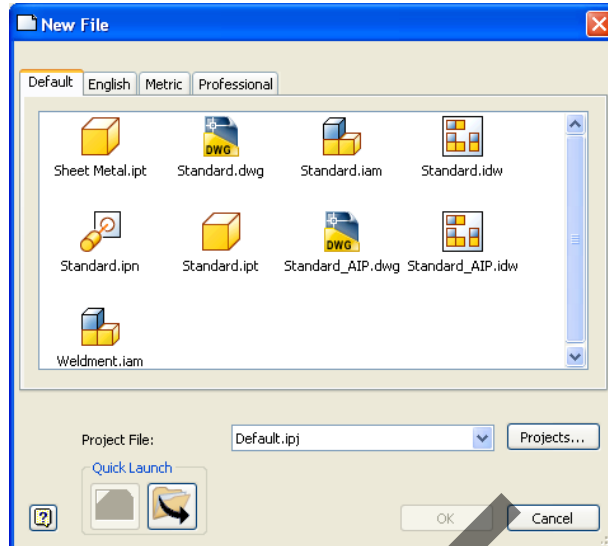 New File
Default English Metric Professional
Sheet Metal.ipt Standard.dwg Standard.iam Standard.idw
Standard.ipn Standard.ipt Standard_AIP.dwg Standard_AIP.idw
Weldment.iam
Project File: Default.ipj Projects...
Quick Launch
OK Cancel
DWG
DWG
?